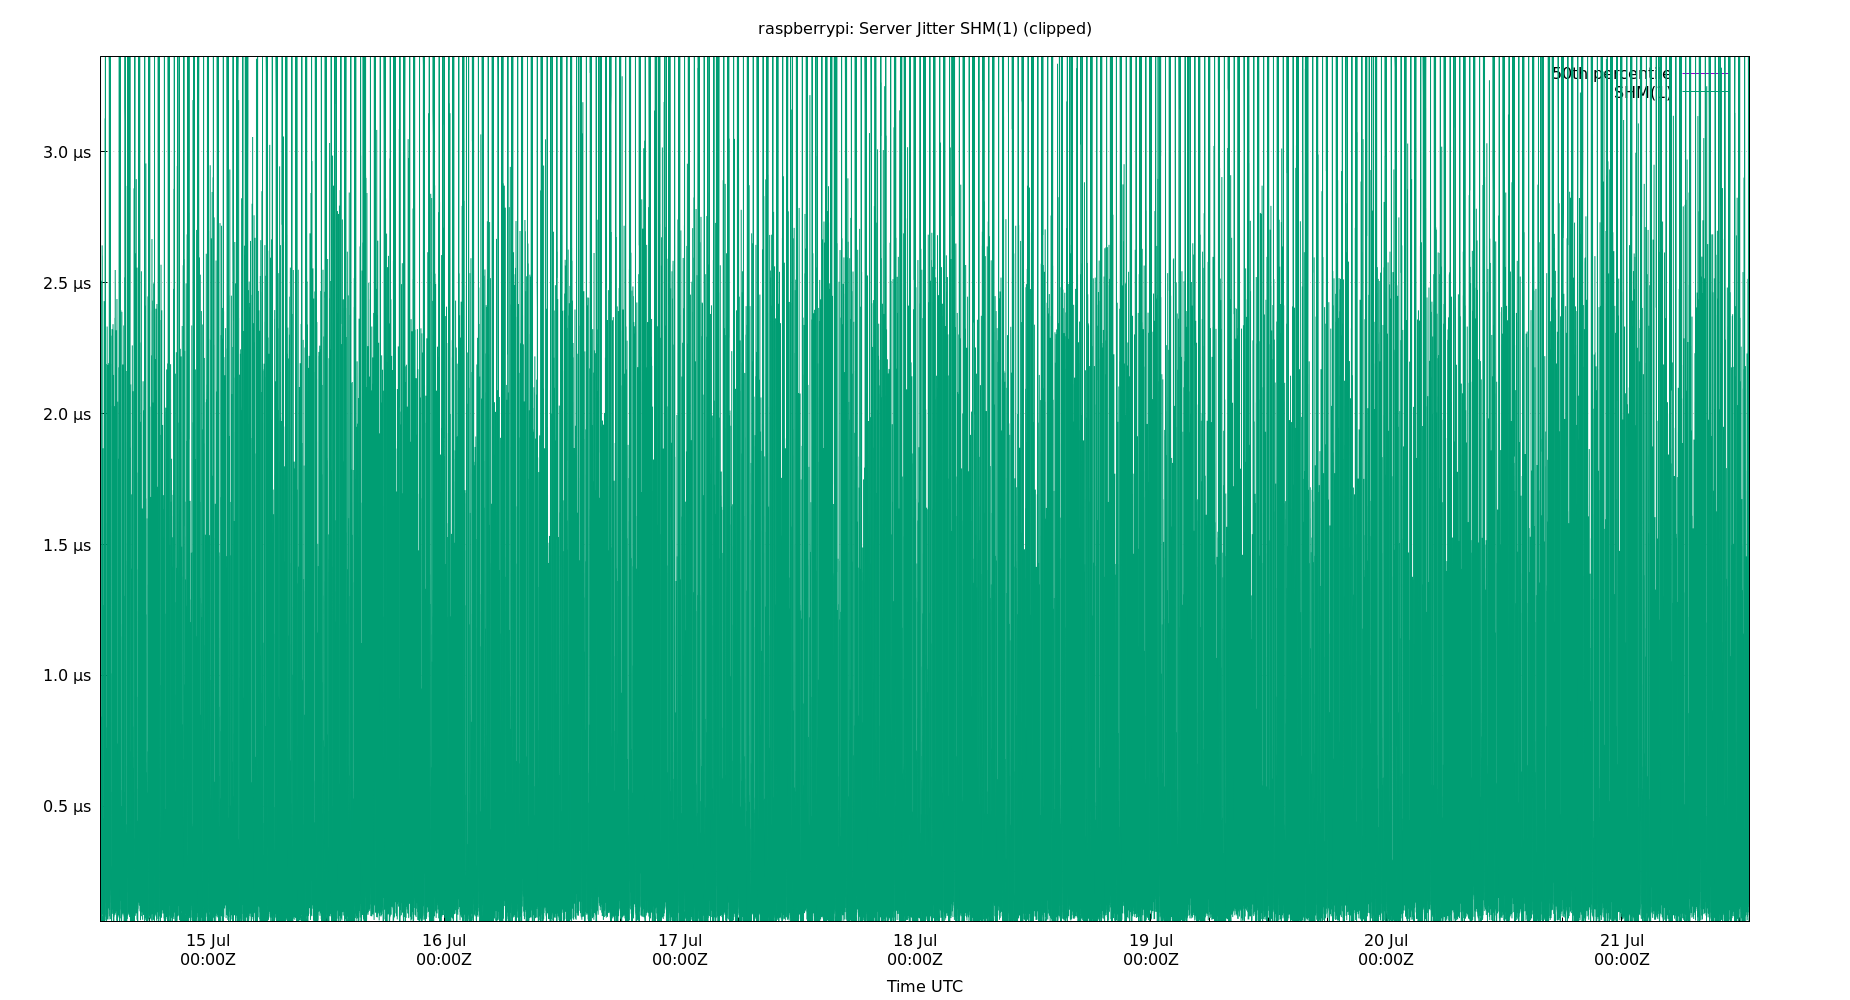 raspberrypi: Server Jitter SHM(1) (clipped)
50th percentile
SHM(1)
3.0 μs
2.5 μs
2.0 μs
1.5 μs
1.0 μs
0.5 μs
15 Jul 16 Jul 17 Jul 18 Jul 19 Jul 20 Jul 21 Jul
00:00Z 00:00Z 00:00Z 00:00Z 00:00Z 00:00Z 00:00Z
Time UTC